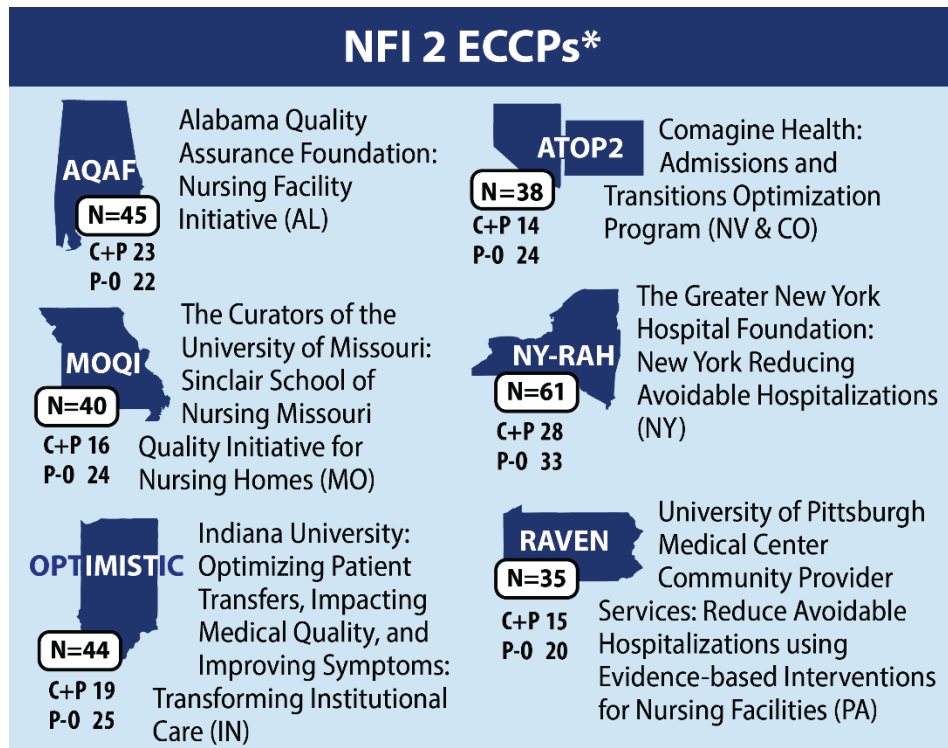 NFI 2 ECCPs*
AQAF
N=45
C+P 23
P-0 22
Alabama Quality
Assurance Foundation:
Nursing Facility
Initiative (AL)
ATOP2
N=38
C+P 14
P-0 24
Comagine Health:
Admissions and
Transitions Optimization
Program (NV & CO)
MOQI
N=40
C+P 16
P-0 24
The Curators of the
University of Missouri:
Sinclair School of
Nursing Missouri
Quality Initiative for
Nursing Homes (MO)
NY-RAH
N=61
C+P 28
P-0 33
The Greater New York
Hospital Foundation:
New York Reducing
Avoidable Hospitalizations
(NY)
OPTIMISTIC
N=44
C+P 19
P-0 25
Indiana University:
Optimizing Patient
Transfers, Impacting
Medical Quality, and
Improving Symptoms:
Transforming Institutional
Care (IN)
RAVEN
N=35
C+P 15
P-0 20
University of Pittsburgh
Medical Center
Community Provider
Services: Reduce Avoidable
Hospitalizations using
Evidence-based Interventions
for Nursing Facilities (PA)